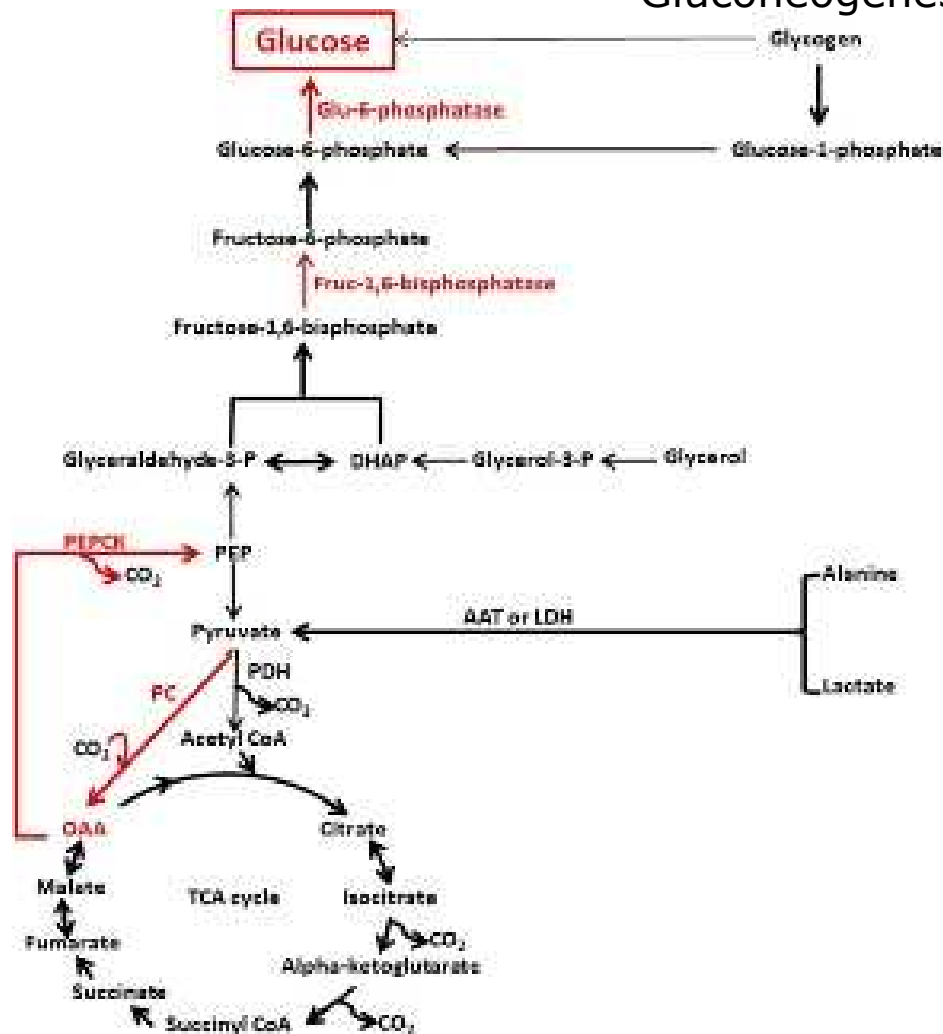 Gluconeogenes
Glucose
Glycogen
Glu-6-phosphatase
Glucose-6-phosphate
Glucose-1-phosphate
Fructose-6-phosphate
Fruc-1,6-bisphosphatase
Fructose-1,6-bisphosphate
Glyceraldehyde-3-P
DHAP
Glycerol-3-P
Glycerol
PEPCK
PEP
CO2
Alanine
AAT or LDH
Pyruvate
PDH
PC
Lactate
CO2
Acetyl CoA
CO2
OAA
Citrate
Malate
TCA cycle
Isocitrate
Fumarate
CO2
Alpha-ketoglutarate
Succinate
Succinyl CoA
CO2